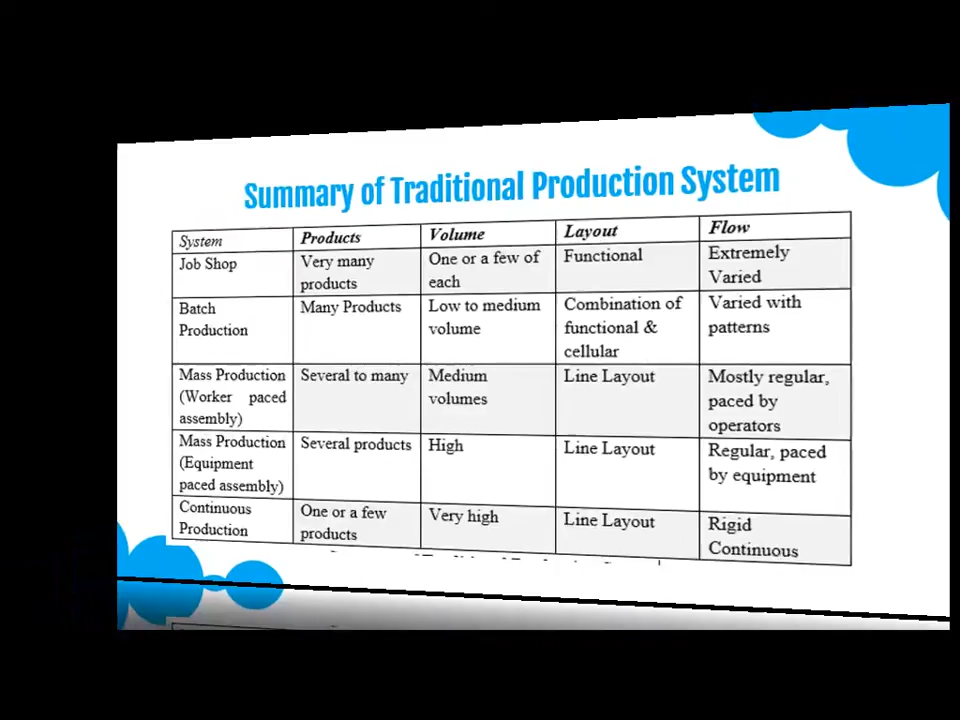 Summary of Traditional Production System
System Products Volume Layout Flow
Job Shop
Very many
products
One or a few of
each
Functional
Extremely
Varied
Batch
Production
Many Products
Low to medium
volume
Combination of
functional &
cellular
Varied with
patterns
Mass Production
(Worker paced
assembly)
Several to many
Medium
volumes
Line Layout
Mostly regular,
paced by
operators
Mass Production
(Equipment
paced assembly)
Several products
High
Line Layout
Regular, paced
by equipment
Continuous
Production
One or a few
products
Very high
Line Layout
Rigid
Continuous